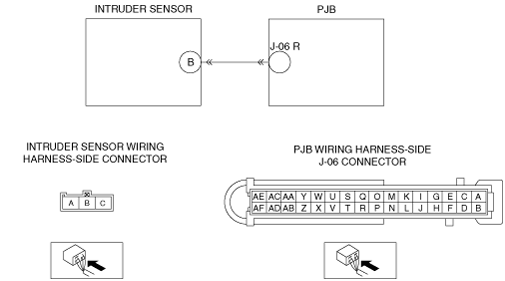 INTRUDER SENSOR
PJB
J-06 R
B
INTRUDER SENSOR WIRING
HARNESS-SIDE CONNECTOR
PJB WIRING HARNESS-SIDE
J-06 CONNECTOR
A B C
AE AC AA Y W U S Q O M K I G E C A
AF AD AB Z X V T R P N L J H F D B